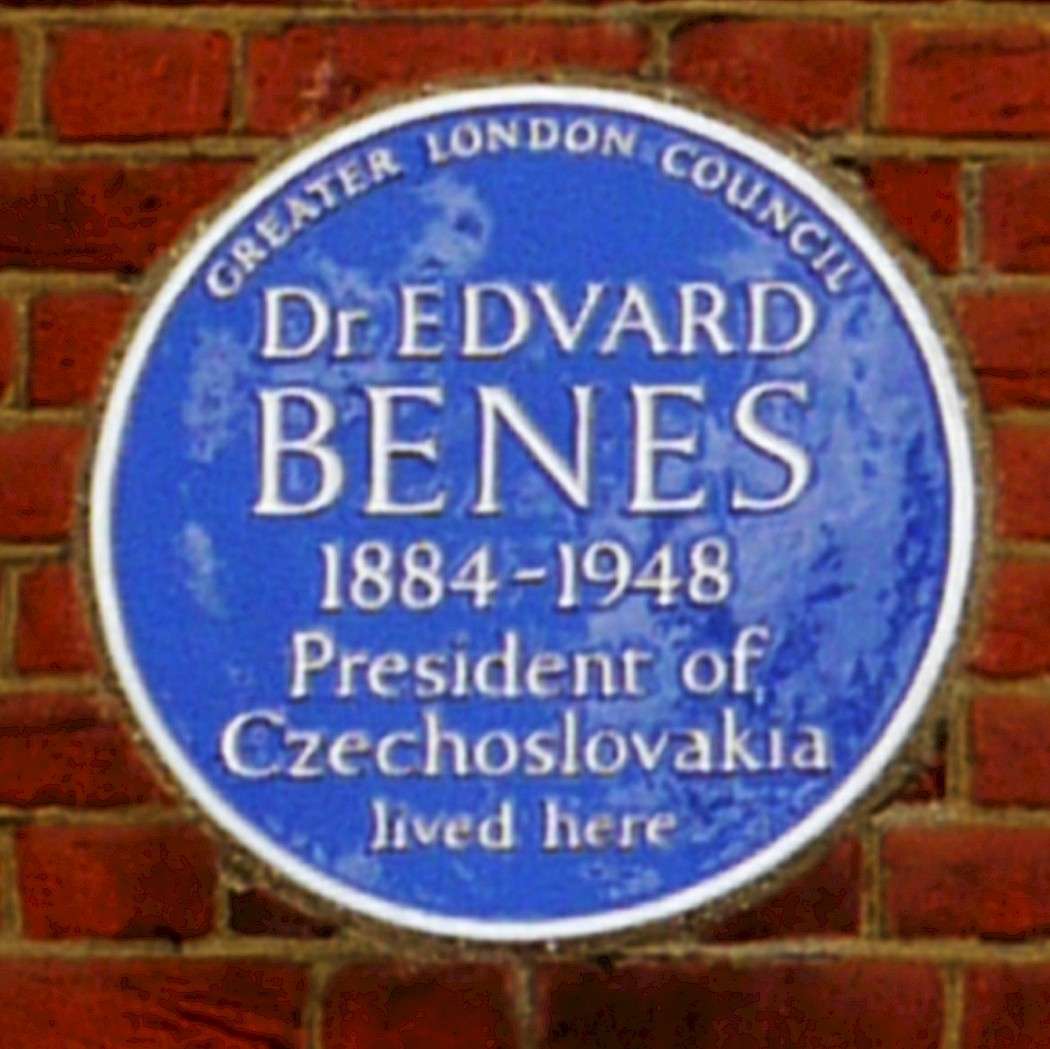 GREATER LONDON COUNCIL
Dr EDVARD
BENES
1884-1948
President of
Czechoslovakia
lived here